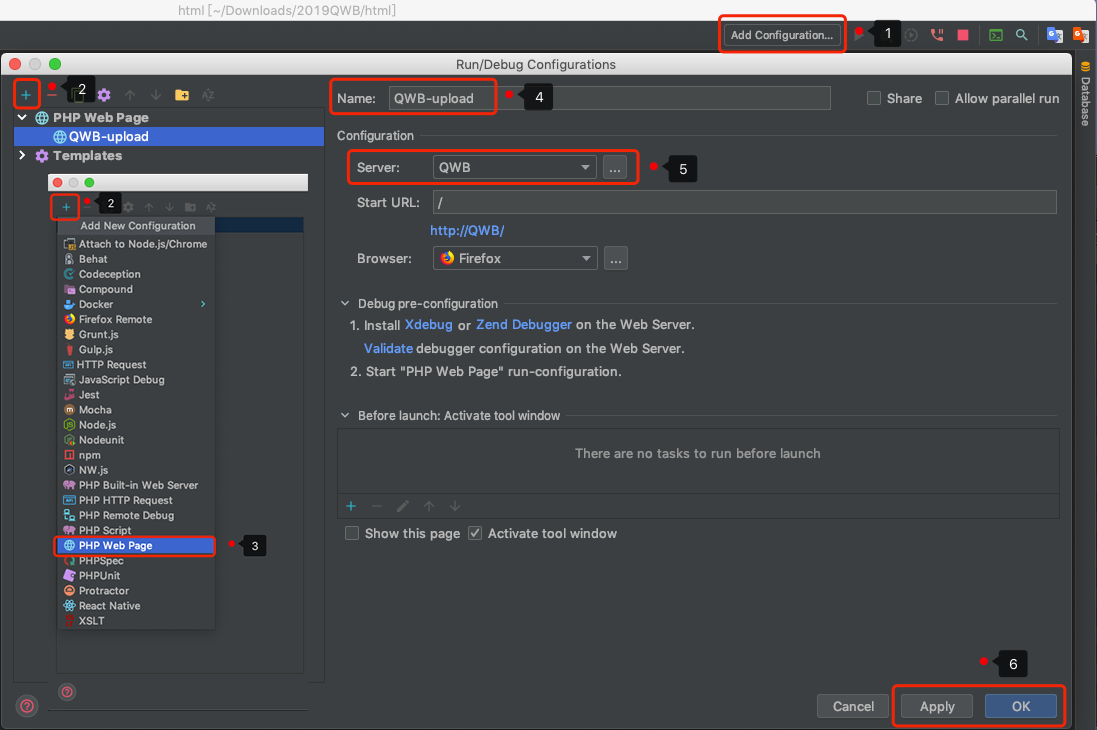 html [~/Downloads/2019QWB/html]
Add Configuration...
1
Run/Debug Configurations
2
Name: QWB-upload
4
Share
Allow parallel run
Database
PHP Web Page
QWB-upload
Templates
Configuration
Server: QWB
...
5
Start URL: /
http://QWB/
Browser: Firefox
...
Debug pre-configuration
1. Install Xdebug or Zend Debugger on the Web Server.
Validate debugger configuration on the Web Server.
2. Start "PHP Web Page" run-configuration.
Before launch: Activate tool window
There are no tasks to run before launch
Show this page
Activate tool window
2
Add New Configuration
Attach to Node.js/Chrome
Behat
Codeception
Compound
Docker
Firefox Remote
Grunt.js
Gulp.js
HTTP Request
JavaScript Debug
Jest
Mocha
Node.js
Nodeunit
npm
NW.js
PHP Built-in Web Server
PHP HTTP Request
PHP Remote Debug
PHP Script
PHP Web Page
3
PHPSpec
PHPUnit
Protractor
React Native
XSLT
6
Cancel
Apply
OK